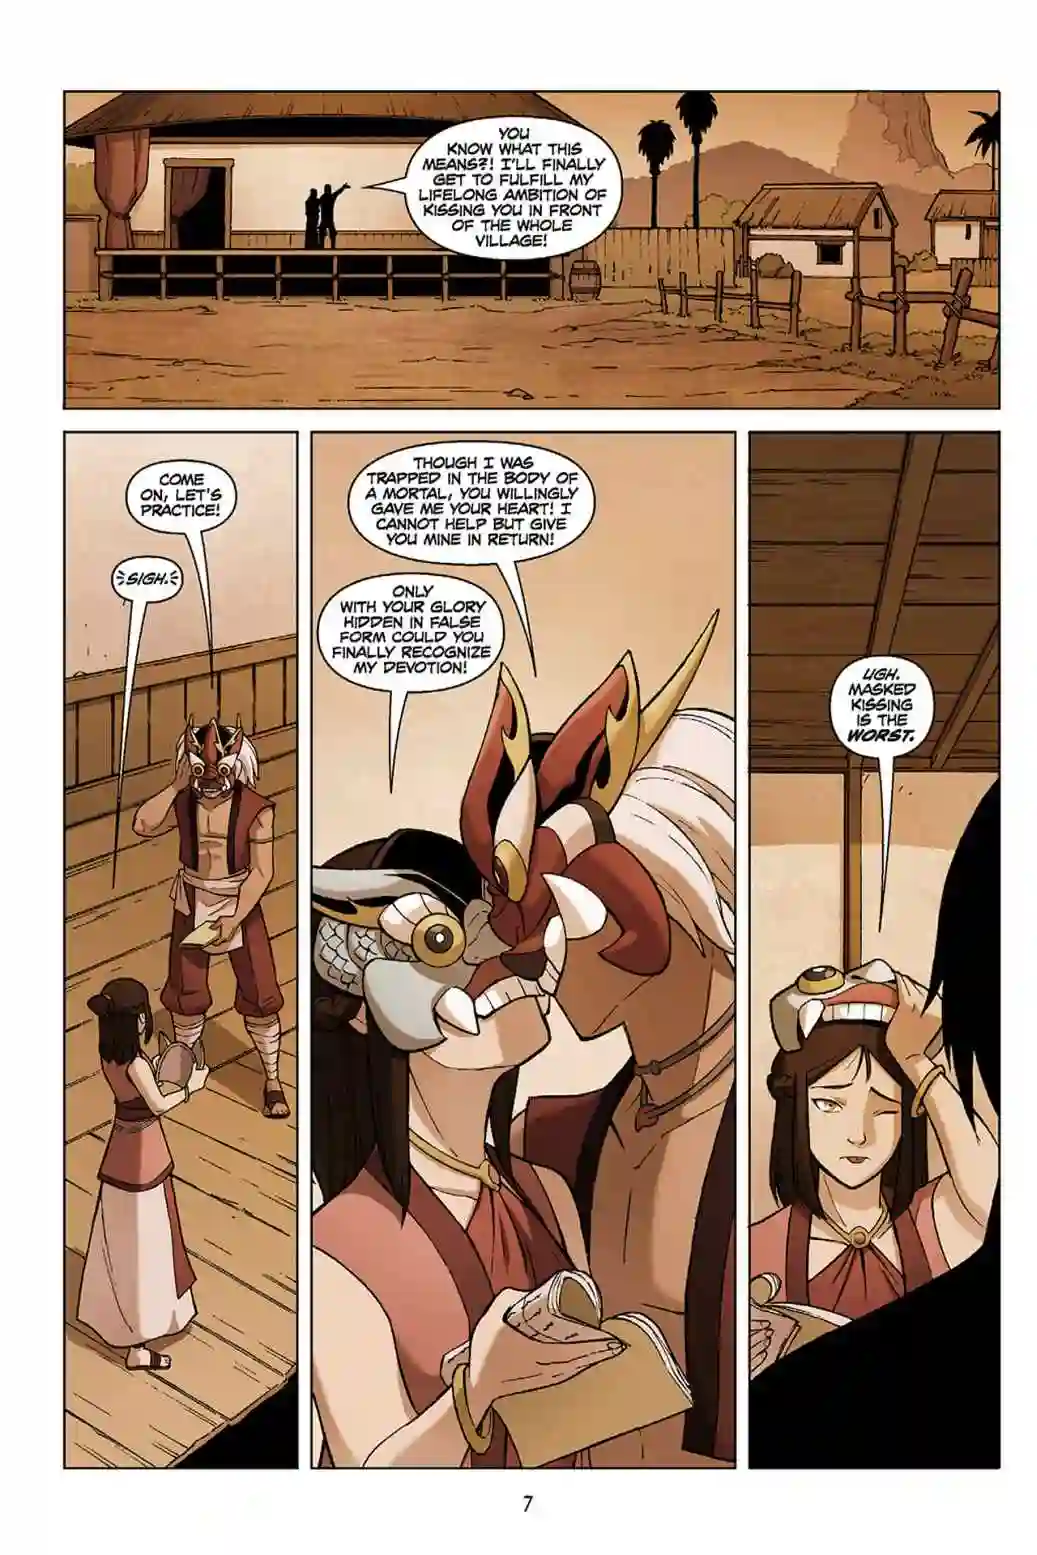 YOU
KNOW WHAT THIS
MEANS?! I'LL FINALLY
GET TO FULFILL MY
LIFELONG AMBITION OF
KISSING YOU IN FRONT
OF THE WHOLE
VILLAGE!
COME
ON, LET'S
PRACTICE!
SIGH.
THOUGH I WAS
TRAPPED IN THE BODY OF
A MORTAL, YOU WILLINGLY
GAVE ME YOUR HEART! I
CANNOT HELP BUT GIVE
YOU MINE IN RETURN!
ONLY
WITH YOUR GLORY
HIDDEN IN FALSE
FORM COULD YOU
FINALLY RECOGNIZE
MY DEVOTION!
UGH.
MASKED
KISSING
IS THE
WORST.
7